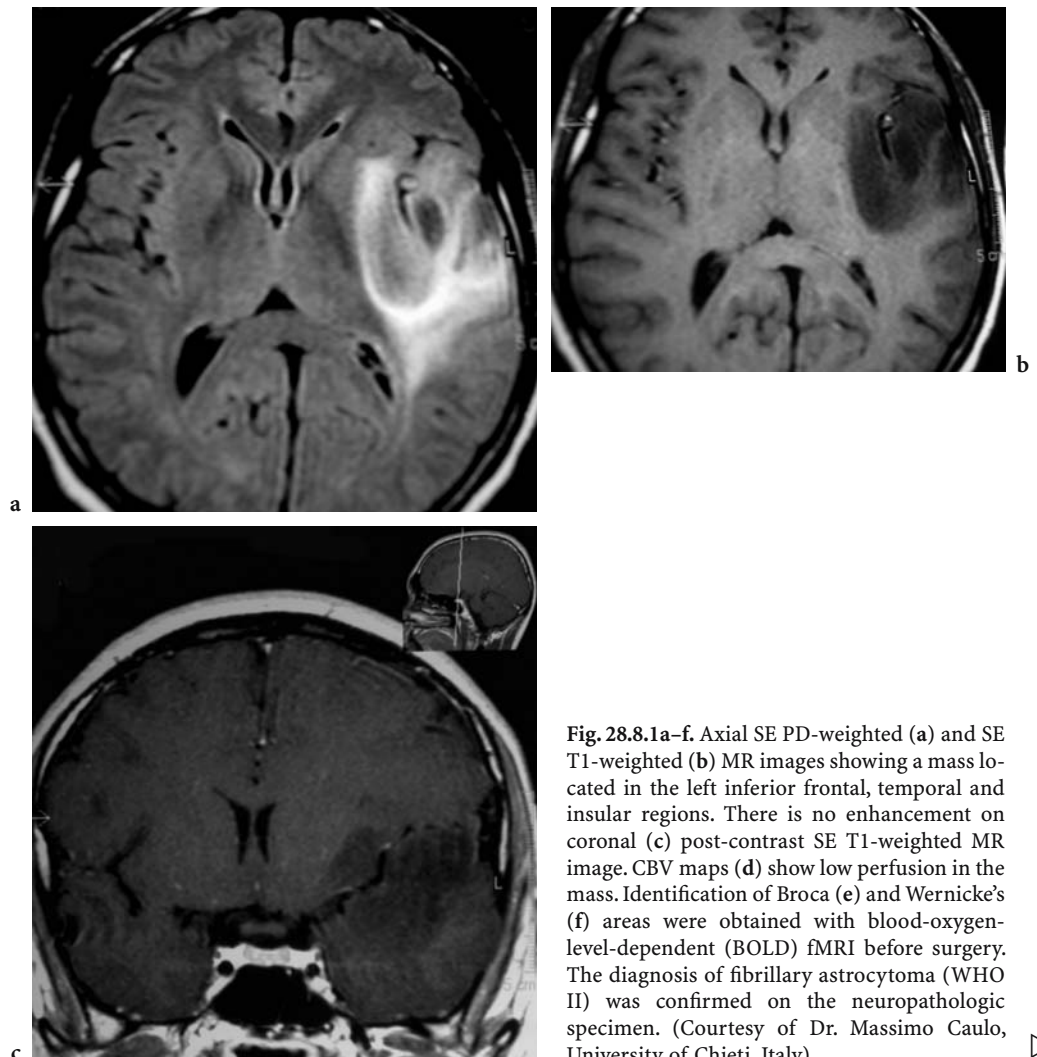 L
5 c
a
L
5 c
b
L
5 cm
c
Fig. 28.8.1a–f. Axial SE PD-weighted (a) and SE
T1-weighted (b) MR images showing a mass lo-
cated in the left inferior frontal, temporal and
insular regions. There is no enhancement on
coronal (c) post-contrast SE T1-weighted MR
image. CBV maps (d) show low perfusion in the
mass. Identification of Broca (e) and Wernicke’s
(f) areas were obtained with blood-oxygen-
level-dependent (BOLD) fMRI before surgery.
The diagnosis of fibrillary astrocytoma (WHO
II) was confirmed on the neuropathologic
specimen. (Courtesy of Dr. Massimo Caulo,
University of Chieti, Italy)